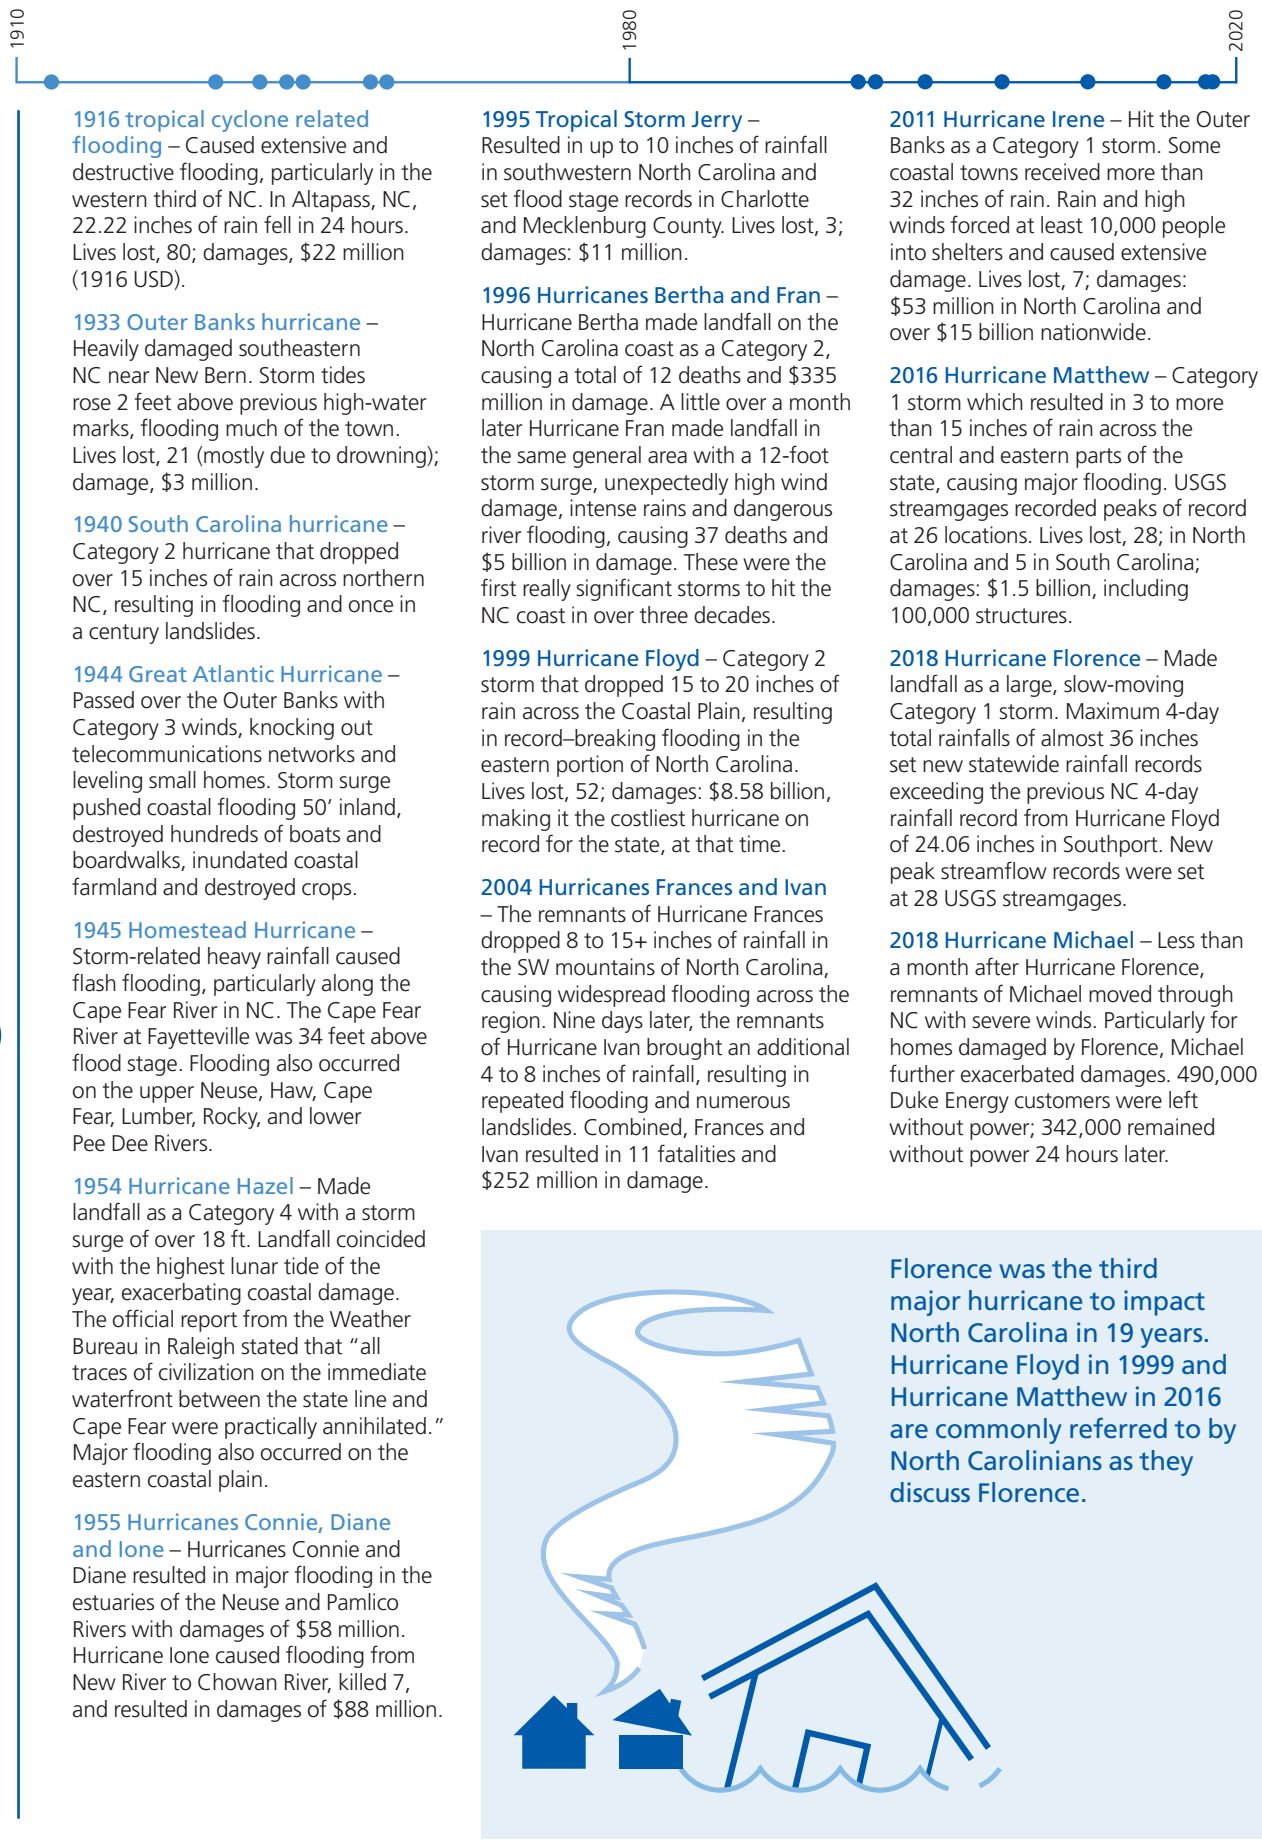 1910
1980
2020
1916 tropical cyclone related
flooding – Caused extensive and
destructive flooding, particularly in the
western third of NC. In Altapass, NC,
22.22 inches of rain fell in 24 hours.
Lives lost, 80; damages, $22 million
(1916 USD).
1933 Outer Banks hurricane –
Heavily damaged southeastern
NC near New Bern. Storm tides
rose 2 feet above previous high-water
marks, flooding much of the town.
Lives lost, 21 (mostly due to drowning);
damage, $3 million.
1940 South Carolina hurricane –
Category 2 hurricane that dropped
over 15 inches of rain across northern
NC, resulting in flooding and once in
a century landslides.
1944 Great Atlantic Hurricane –
Passed over the Outer Banks with
Category 3 winds, knocking out
telecommunications networks and
leveling small homes. Storm surge
pushed coastal flooding 50’ inland,
destroyed hundreds of boats and
boardwalks, inundated coastal
farmland and destroyed crops.
1945 Homestead Hurricane –
Storm-related heavy rainfall caused
flash flooding, particularly along the
Cape Fear River in NC. The Cape Fear
River at Fayetteville was 34 feet above
flood stage. Flooding also occurred
on the upper Neuse, Haw, Cape
Fear, Lumber, Rocky, and lower
Pee Dee Rivers.
1954 Hurricane Hazel – Made
landfall as a Category 4 with a storm
surge of over 18 ft. Landfall coincided
with the highest lunar tide of the
year, exacerbating coastal damage.
The official report from the Weather
Bureau in Raleigh stated that “all
traces of civilization on the immediate
waterfront between the state line and
Cape Fear were practically annihilated.”
Major flooding also occurred on the
eastern coastal plain.
1955 Hurricanes Connie, Diane
and Ione – Hurricanes Connie and
Diane resulted in major flooding in the
estuaries of the Neuse and Pamlico
Rivers with damages of $58 million.
Hurricane Ione caused flooding from
New River to Chowan River, killed 7,
and resulted in damages of $88 million.
1995 Tropical Storm Jerry –
Resulted in up to 10 inches of rainfall
in southwestern North Carolina and
set flood stage records in Charlotte
and Mecklenburg County. Lives lost, 3;
damages: $11 million.
1996 Hurricanes Bertha and Fran –
Hurricane Bertha made landfall on the
North Carolina coast as a Category 2,
causing a total of 12 deaths and $335
million in damage. A little over a month
later Hurricane Fran made landfall in
the same general area with a 12-foot
storm surge, unexpectedly high wind
damage, intense rains and dangerous
river flooding, causing 37 deaths and
$5 billion in damage. These were the
first really significant storms to hit the
NC coast in over three decades.
1999 Hurricane Floyd – Category 2
storm that dropped 15 to 20 inches of
rain across the Coastal Plain, resulting
in record–breaking flooding in the
eastern portion of North Carolina.
Lives lost, 52; damages: $8.58 billion,
making it the costliest hurricane on
record for the state, at that time.
2004 Hurricanes Frances and Ivan
– The remnants of Hurricane Frances
dropped 8 to 15+ inches of rainfall in
the SW mountains of North Carolina,
causing widespread flooding across the
region. Nine days later, the remnants
of Hurricane Ivan brought an additional
4 to 8 inches of rainfall, resulting in
repeated flooding and numerous
landslides. Combined, Frances and
Ivan resulted in 11 fatalities and
$252 million in damage.
2011 Hurricane Irene – Hit the Outer
Banks as a Category 1 storm. Some
coastal towns received more than
32 inches of rain. Rain and high
winds forced at least 10,000 people
into shelters and caused extensive
damage. Lives lost, 7; damages:
$53 million in North Carolina and
over $15 billion nationwide.
2016 Hurricane Matthew – Category
1 storm which resulted in 3 to more
than 15 inches of rain across the
central and eastern parts of the
state, causing major flooding. USGS
streamgages recorded peaks of record
at 26 locations. Lives lost, 28; in North
Carolina and 5 in South Carolina;
damages: $1.5 billion, including
100,000 structures.
2018 Hurricane Florence – Made
landfall as a large, slow-moving
Category 1 storm. Maximum 4-day
total rainfalls of almost 36 inches
set new statewide rainfall records
exceeding the previous NC 4-day
rainfall record from Hurricane Floyd
of 24.06 inches in Southport. New
peak streamflow records were set
at 28 USGS streamgages.
2018 Hurricane Michael – Less than
a month after Hurricane Florence,
remnants of Michael moved through
NC with severe winds. Particularly for
homes damaged by Florence, Michael
further exacerbated damages. 490,000
Duke Energy customers were left
without power; 342,000 remained
without power 24 hours later.
Florence was the third
major hurricane to impact
North Carolina in 19 years.
Hurricane Floyd in 1999 and
Hurricane Matthew in 2016
are commonly referred to by
North Carolinians as they
discuss Florence.